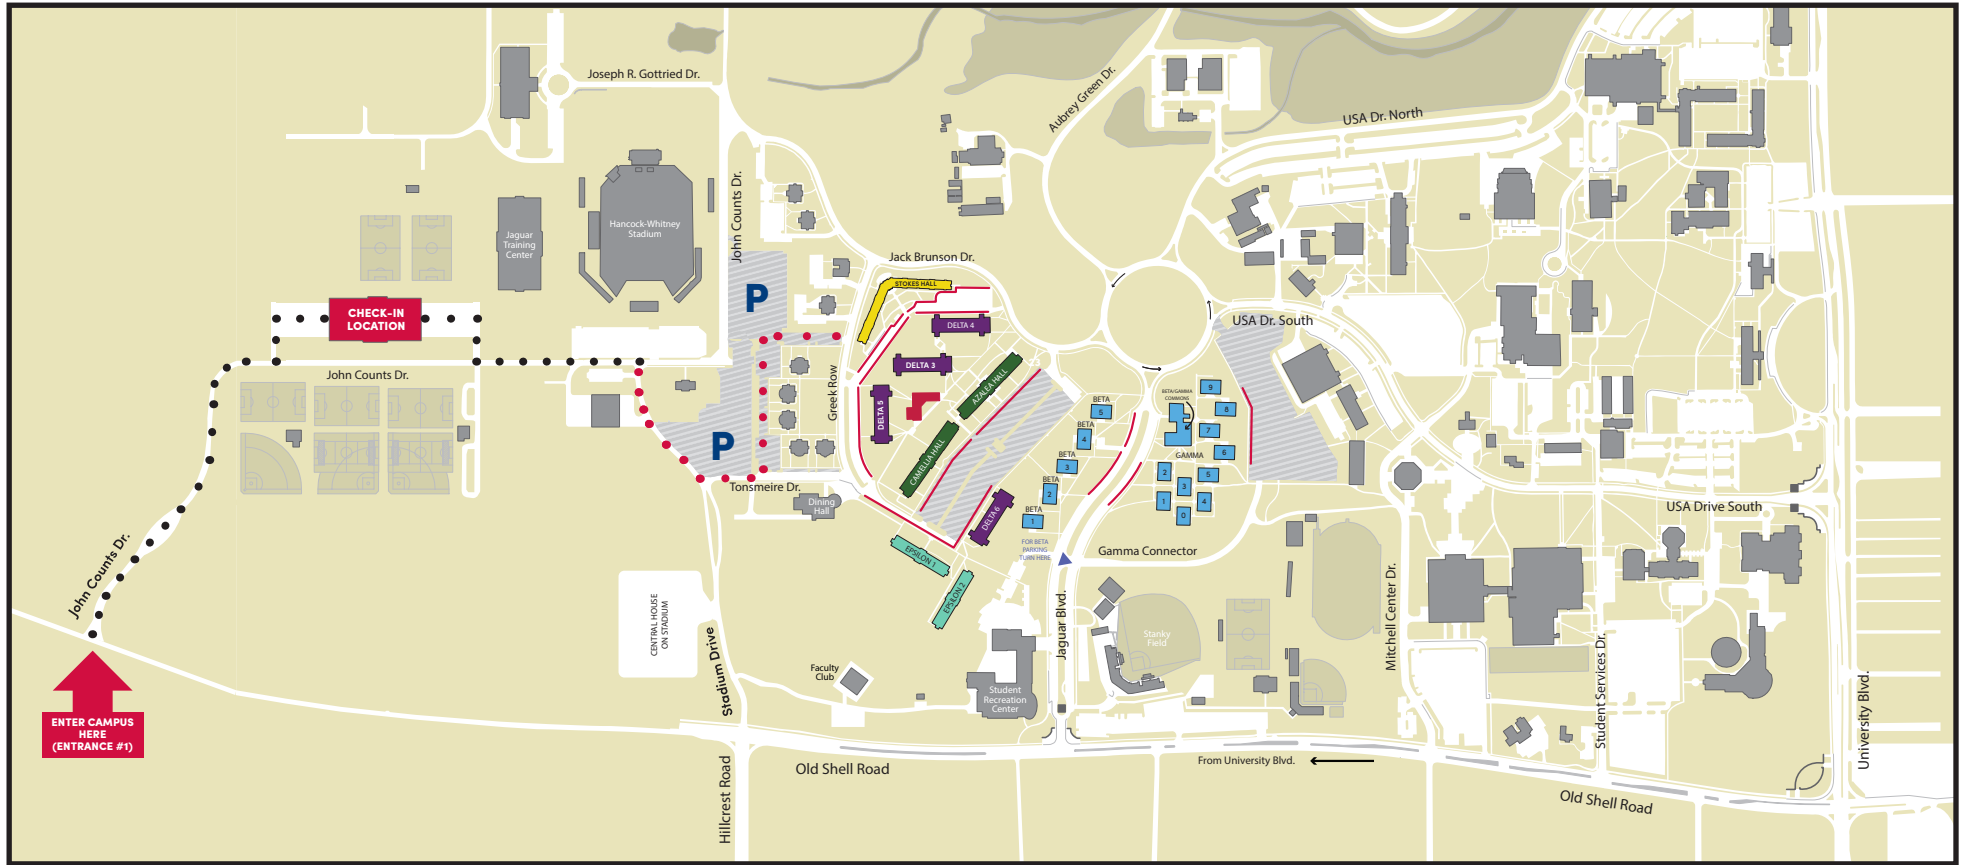 Joseph R. Gottried Dr.
Aubrey Green Dr.
USA Dr. North
John Counts Dr.
Hancock-Whitney
Stadium
Jaguar
Training
Center
Jack Brunson Dr.
STOKES HALL
P
CHECK-IN
LOCATION
DELTA 4
USA Dr. South
DELTA 3
AZALEA HALL
John Counts Dr.
Greek Row
DELTA 5
BETA/GAMMA
COMMONS
9
8
7
6
BETA
5
BETA
4
BETA
3
BETA
2
BETA
1
GAMMA
2
5
3
1
4
0
P
CAMELLIA HALL
Tonsmeire Dr.
Dining
Hall
DELTA 6
USA Drive South
FOR BETA
PARKING
TURN HERE
Gamma Connector
EPSILON 1
EPSILON 2
John Counts Dr.
CENTRAL HOUSE
ON STADIUM
Stadium Drive
Jaguar Blvd.
Stanky
Field
Mitchell Center Dr.
Student Services Dr.
University Blvd.
Faculty
Club
Student
Recreation
Center
ENTER CAMPUS
HERE
(ENTRANCE #1)
Hillcrest Road
Old Shell Road
From University Blvd.
Old Shell Road